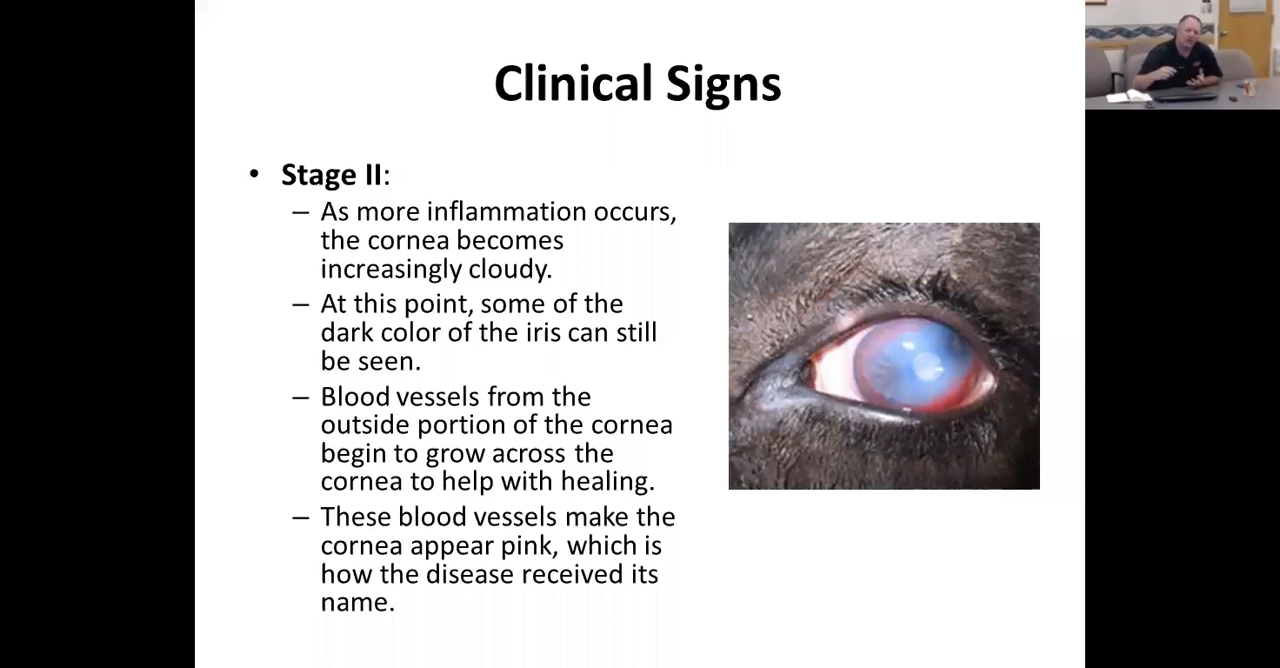 Clinical Signs
• Stage II:
– As more inflammation occurs,
the cornea becomes
increasingly cloudy.
– At this point, some of the
dark color of the iris can still
be seen.
– Blood vessels from the
outside portion of the cornea
begin to grow across the
cornea to help with healing.
– These blood vessels make the
cornea appear pink, which is
how the disease received its
name.